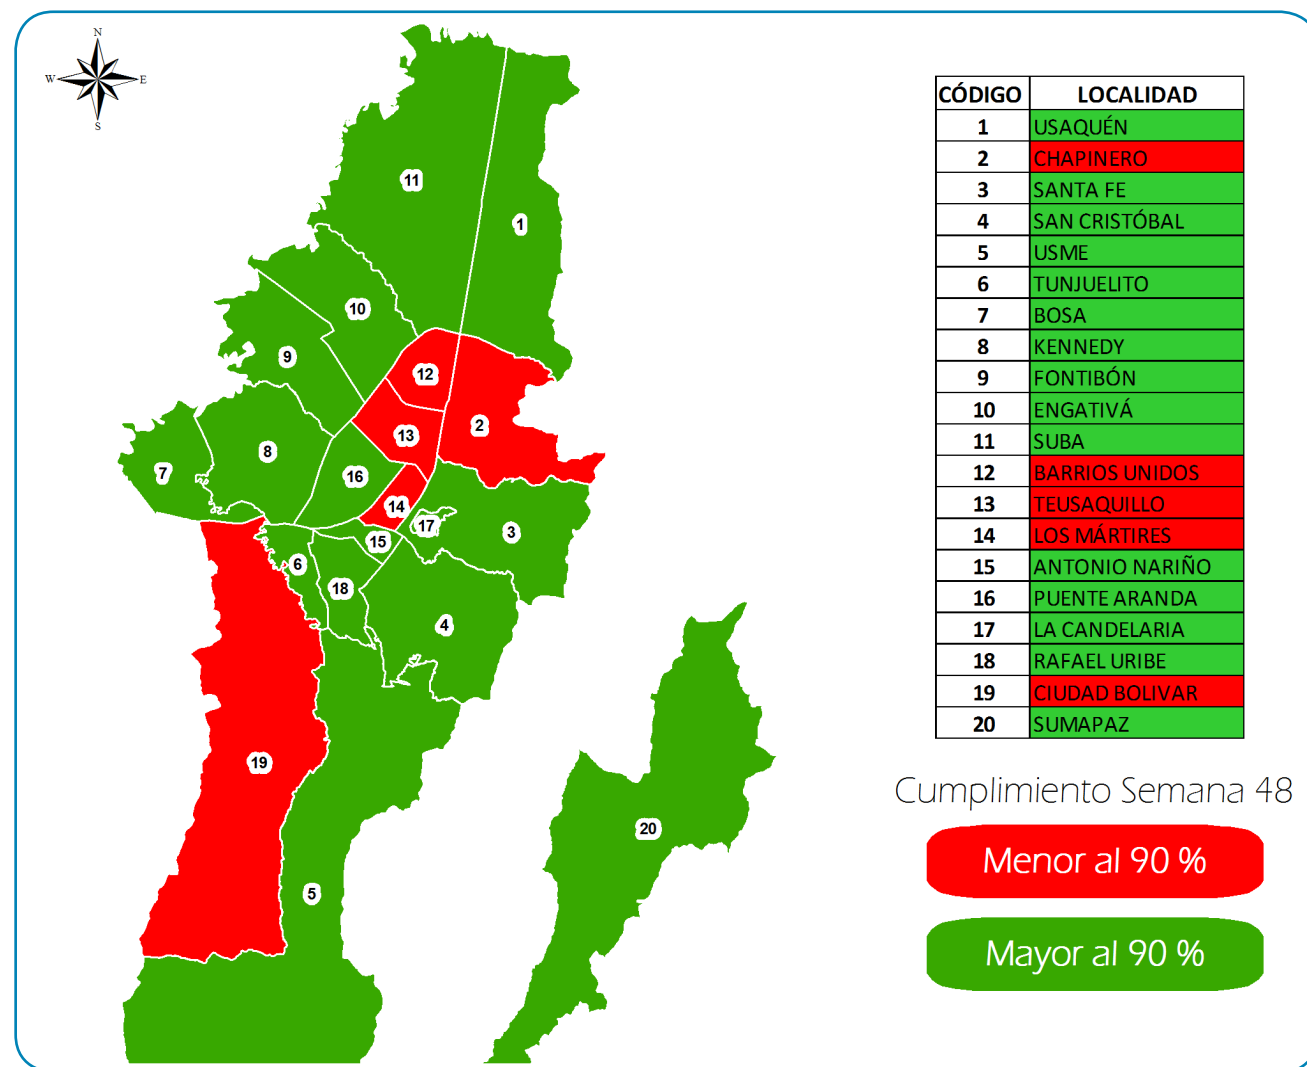 N
W E
S
11
1
10
9
12
2
13
8
7
16
14
17
3
15
6
18
4
19
20
5
CÓDIGO LOCALIDAD
1 USAQUÉN
2 CHAPINERO
3 SANTA FE
4 SAN CRISTÓBAL
5 USME
6 TUNJUELITO
7 BOSA
8 KENNEDY
9 FONTIBÓN
10 ENGATIVÁ
11 SUBA
12 BARRIOS UNIDOS
13 TEUSAQUILLO
14 LOS MÁRTIRES
15 ANTONIO NARIÑO
16 PUENTE ARANDA
17 LA CANDELARIA
18 RAFAEL URIBE
19 CIUDAD BOLIVAR
20 SUMAPAZ
Cumplimiento Semana 48
Menor al 90 %
Mayor al 90 %